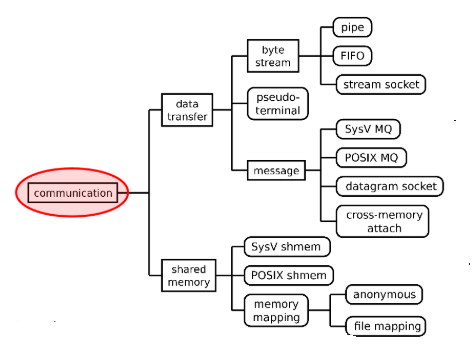 pipe
byte
stream
FIFO
stream socket
data
transfer
pseudo-
terminal
SysV MQ
POSIX MQ
message
datagram socket
cross-memory
attach
communication
SysV shmem
shared
memory
POSIX shmem
memory
mapping
anonymous
file mapping